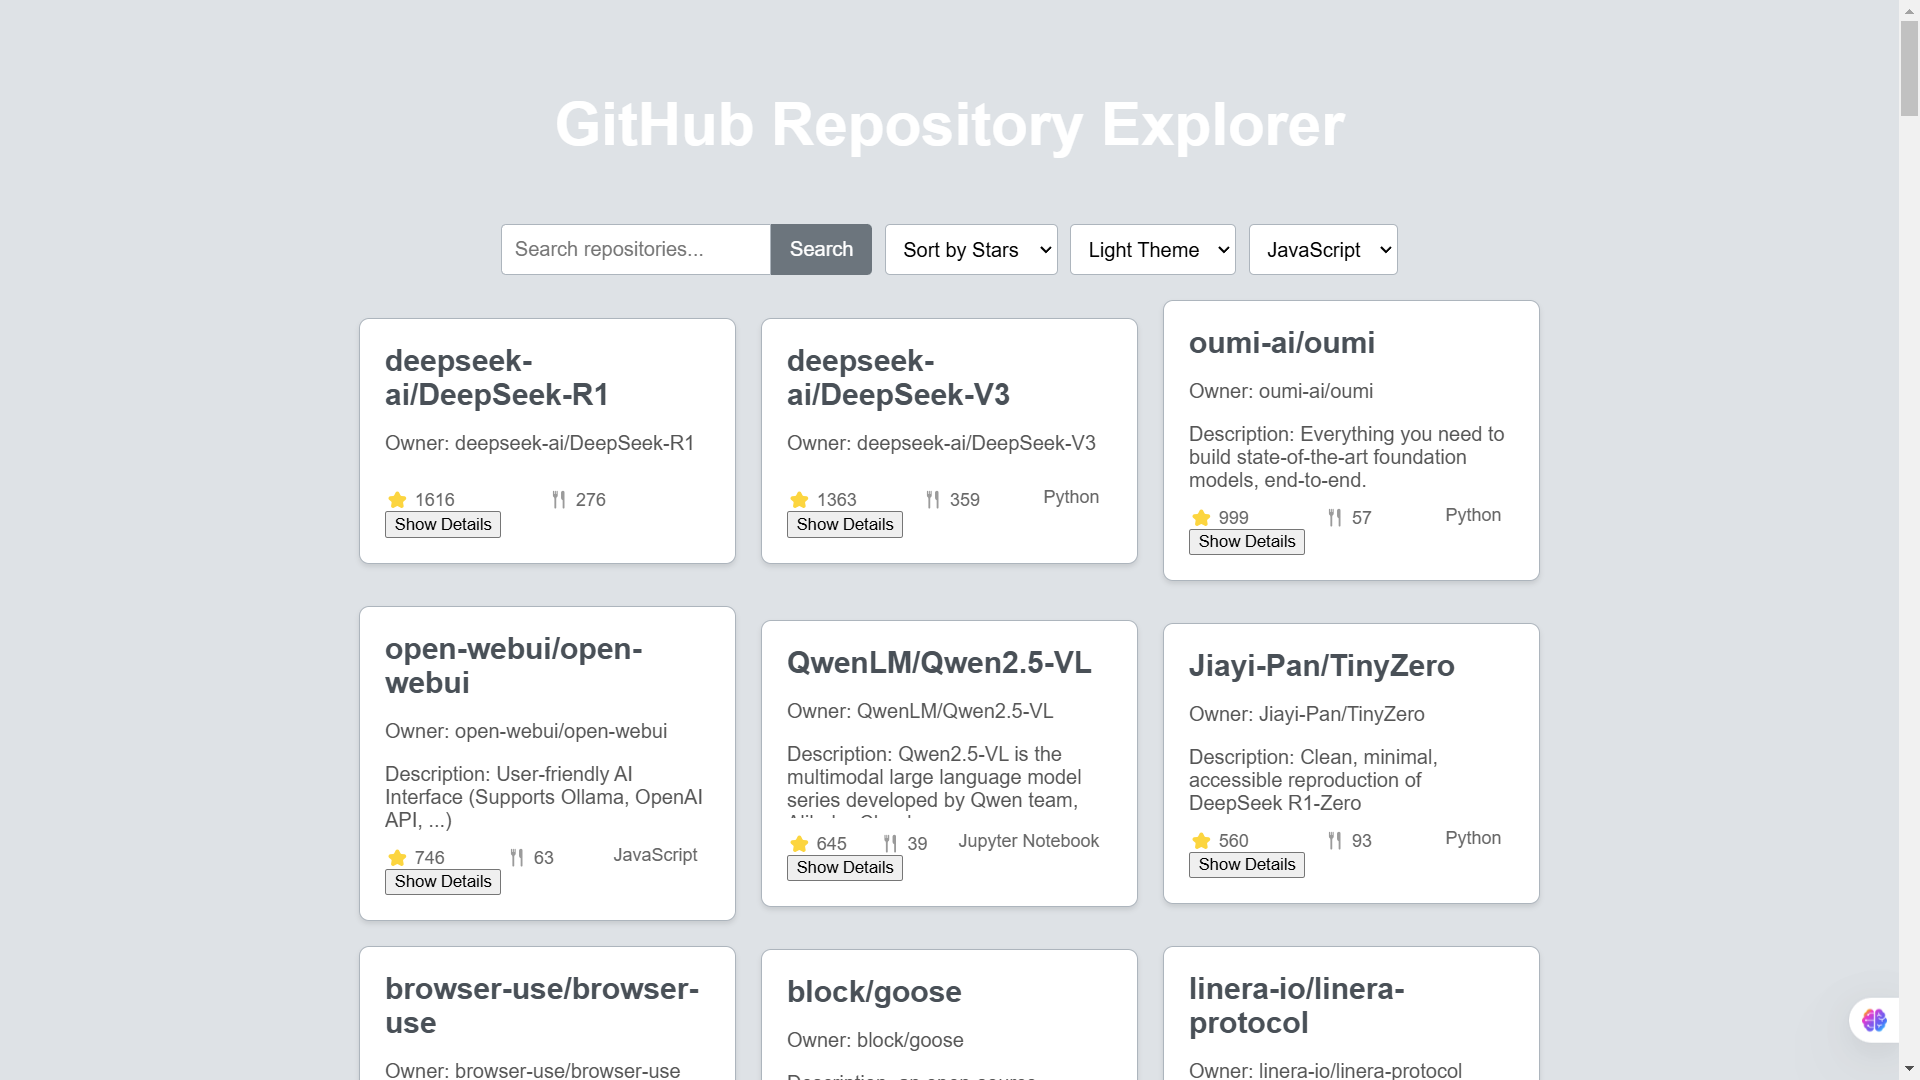 GitHub Repository Explorer
Search repositories...
Search
Sort by Stars
Light Theme
JavaScript
deepseek-
ai/DeepSeek-R1
Owner: deepseek-ai/DeepSeek-R1
1616
276
Show Details
deepseek-
ai/DeepSeek-V3
Owner: deepseek-ai/DeepSeek-V3
1363
359
Python
Show Details
oumi-ai/oumi
Owner: oumi-ai/oumi
Description: Everything you need to
build state-of-the-art foundation
models, end-to-end.
999
57
Python
Show Details
open-webui/open-
webui
Owner: open-webui/open-webui
Description: User-friendly AI
Interface (Supports Ollama, OpenAI
API, ...)
746
63
JavaScript
Show Details
QwenLM/Qwen2.5-VL
Owner: QwenLM/Qwen2.5-VL
Description: Qwen2.5-VL is the
multimodal large language model
series developed by Qwen team,
645
39
Jupyter Notebook
Show Details
Jiayi-Pan/TinyZero
Owner: Jiayi-Pan/TinyZero
Description: Clean, minimal,
accessible reproduction of
DeepSeek R1-Zero
560
93
Python
Show Details
browser-use/browser-
use
Owner: browser-use/browser-use
block/goose
Owner: block/goose
Description: an open-source,
linera-io/linera-
protocol
Owner: linera-io/linera-protocol